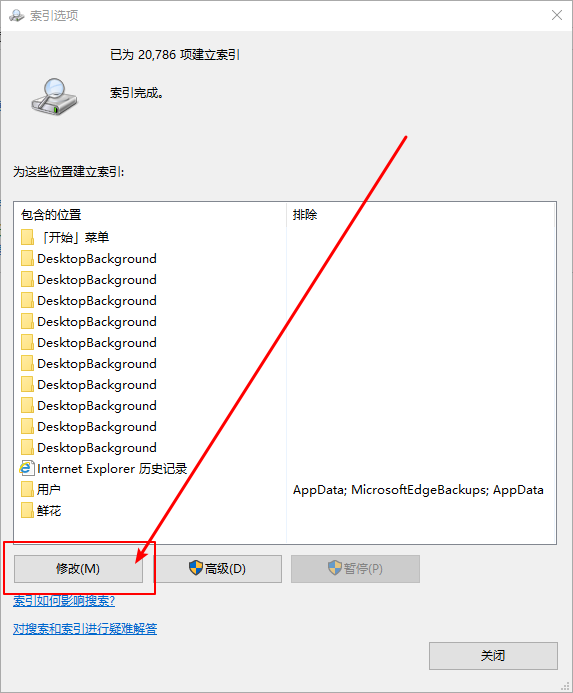 索引选项
已为 20,786 项建立索引
索引完成。
为这些位置建立索引:
包含的位置 排除
「开始」菜单
DesktopBackground
DesktopBackground
DesktopBackground
DesktopBackground
DesktopBackground
DesktopBackground
DesktopBackground
DesktopBackground
DesktopBackground
DesktopBackground
Internet Explorer 历史记录
用户 AppData; MicrosoftEdgeBackups; AppData
鲜花
修改(M) 高级(D) 暂停(P)
索引如何影响搜索?
对搜索和索引进行疑难解答
关闭